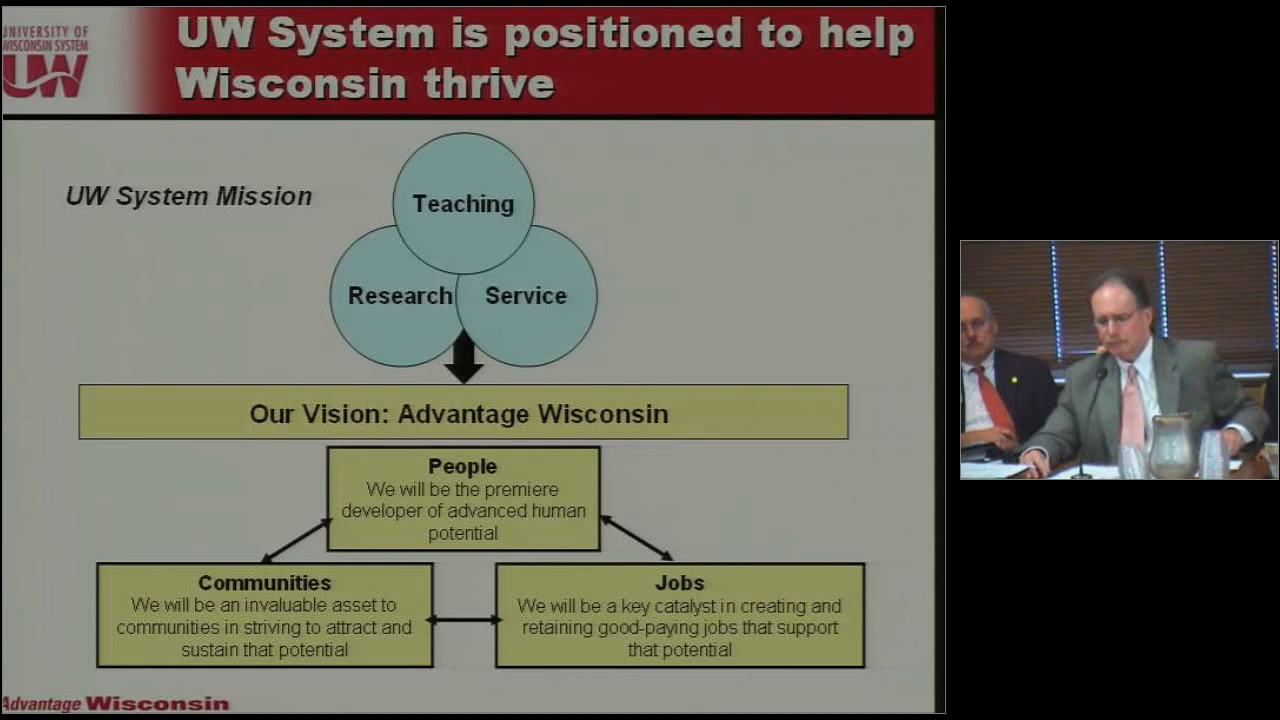 UNIVERSITY OF
WISCONSIN SYSTEM
UW
UW System is positioned to help
Wisconsin thrive
UW System Mission
Teaching
Research
Service
Our Vision: Advantage Wisconsin
People
We will be the premiere
developer of advanced human
potential
Communities
We will be an invaluable asset to
communities in striving to attract and
sustain that potential
Jobs
We will be a key catalyst in creating and
retaining good-paying jobs that support
that potential
Advantage Wisconsin